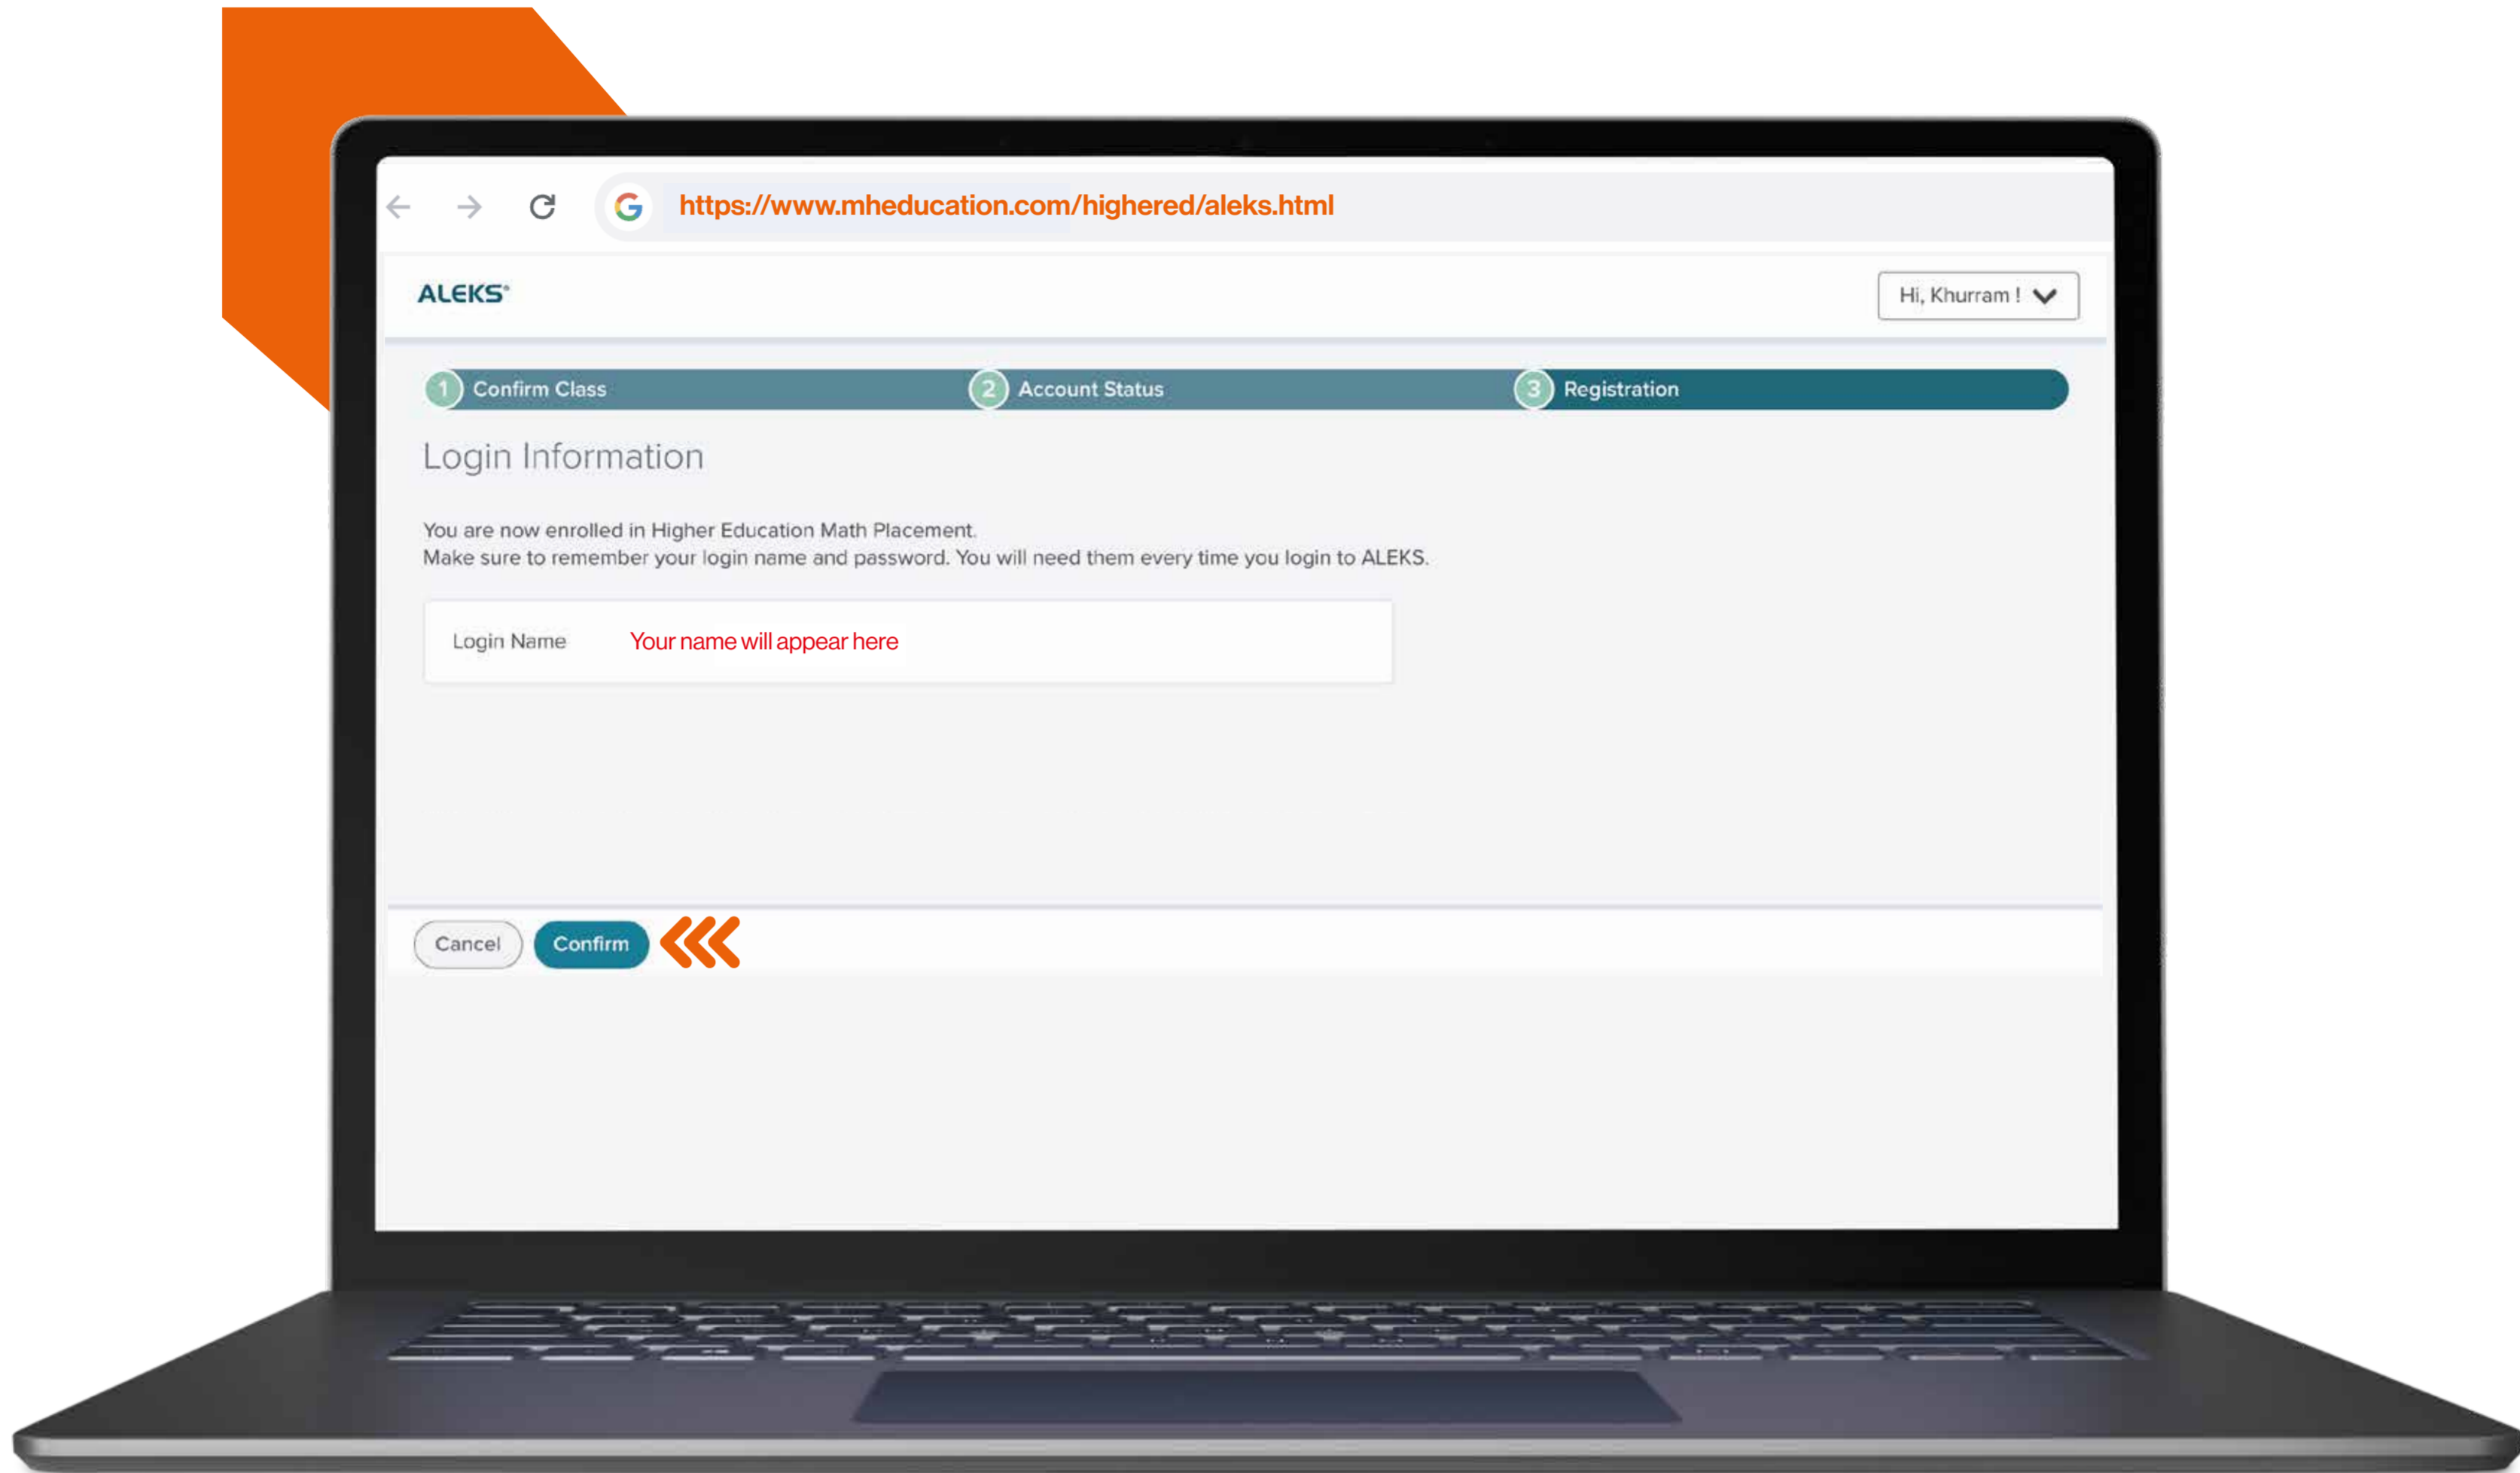 https://www.mheducation.com/highered/aleks.html
ALEKS®
Hi, Khurram !
1 Confirm Class
2 Account Status
3 Registration
Login Information
You are now enrolled in Higher Education Math Placement.
Make sure to remember your login name and password. You will need them every time you login to ALEKS.
Login Name Your name will appear here
Cancel Confirm